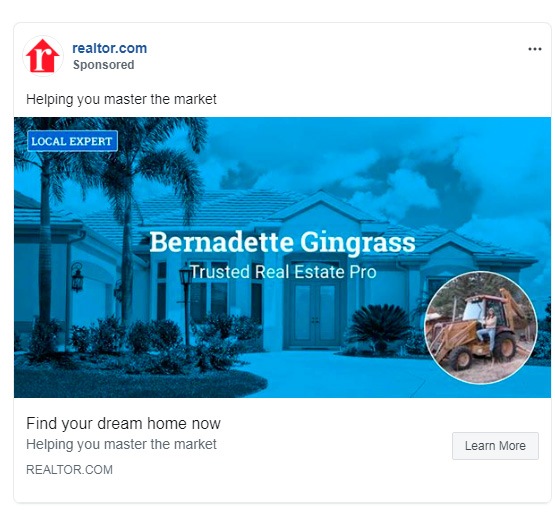 realtor.com
Sponsored
Helping you master the market
LOCAL EXPERT
Bernadette Gingrass
Trusted Real Estate Pro
Find your dream home now
Helping you master the market
Learn More
REALTOR.COM